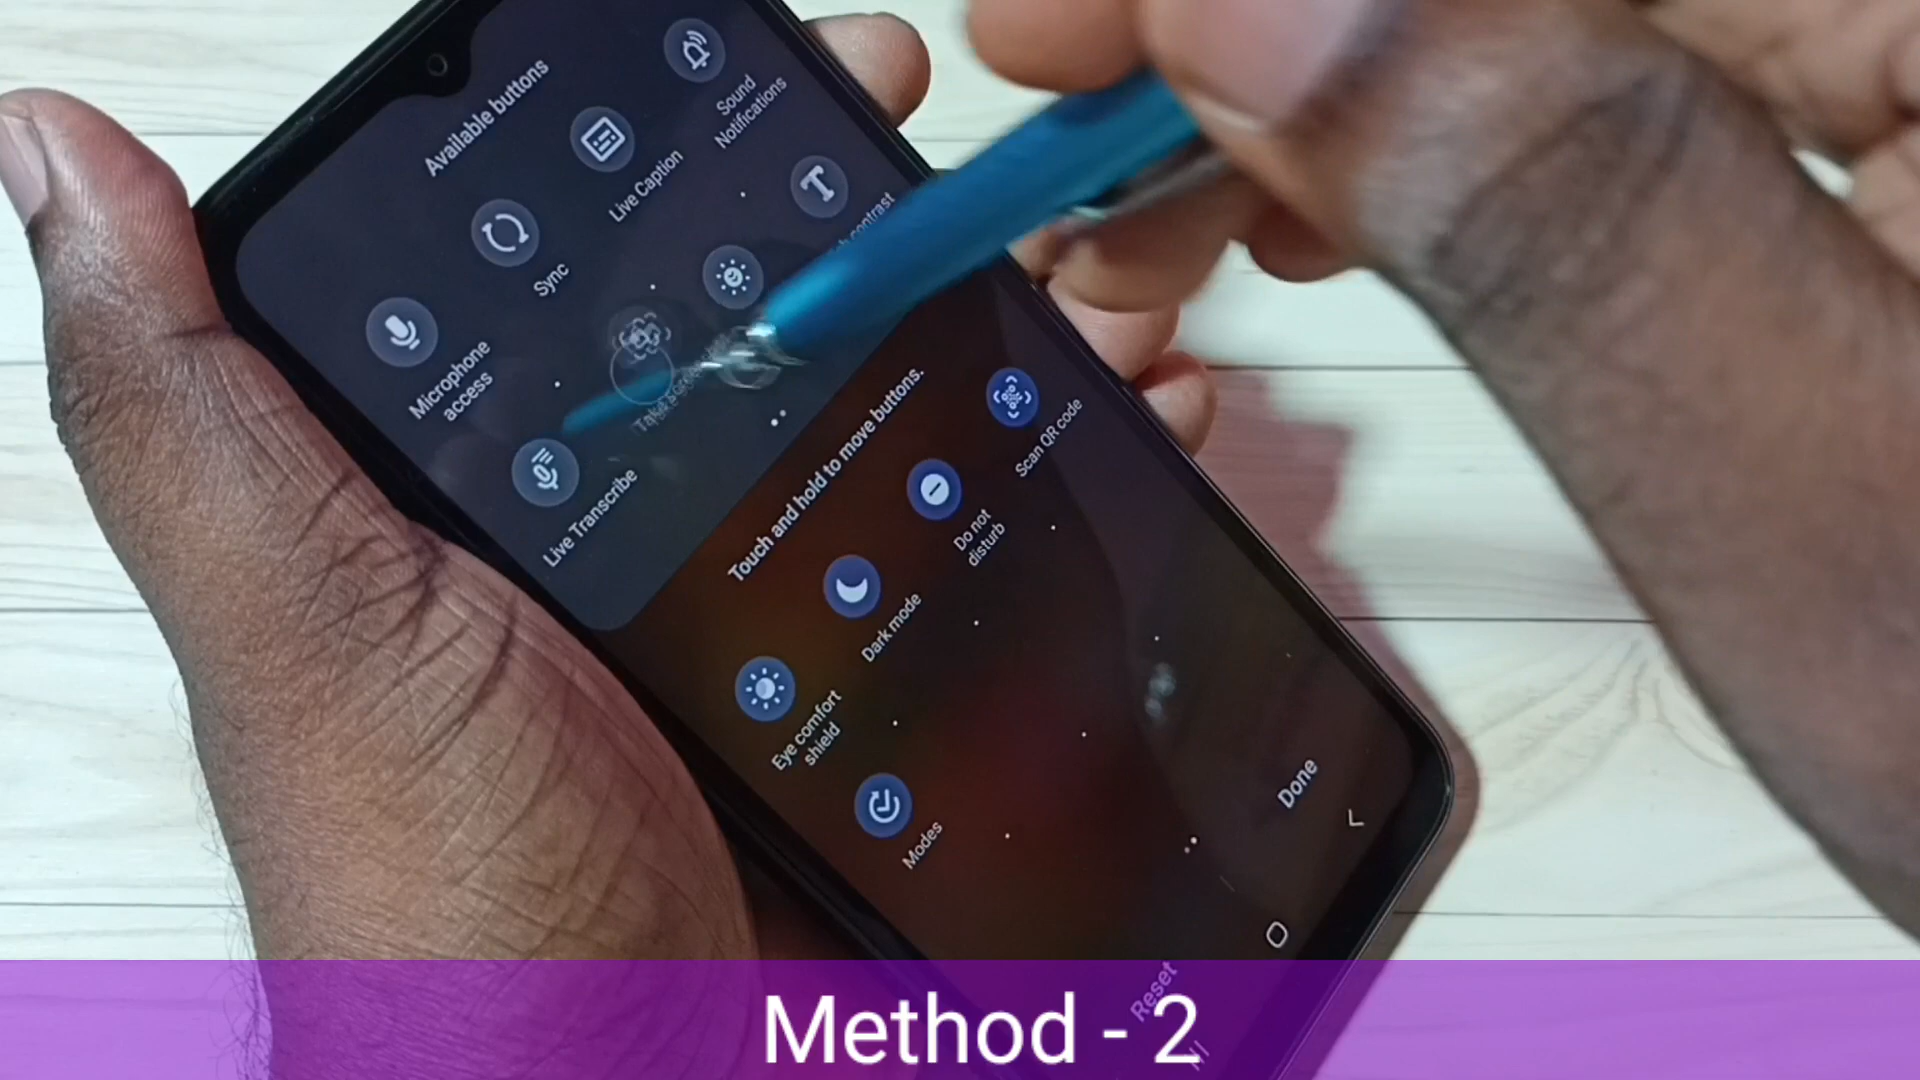 Available buttons
Microphone
access
Sync
Live Caption
Sound
Notifications
Live Transcribe
contrast
Touch and hold to move buttons.
Eye comfort
shield
Dark mode
Do not
disturb
Scan QR code
Modes
Reset
Done
Method - 2